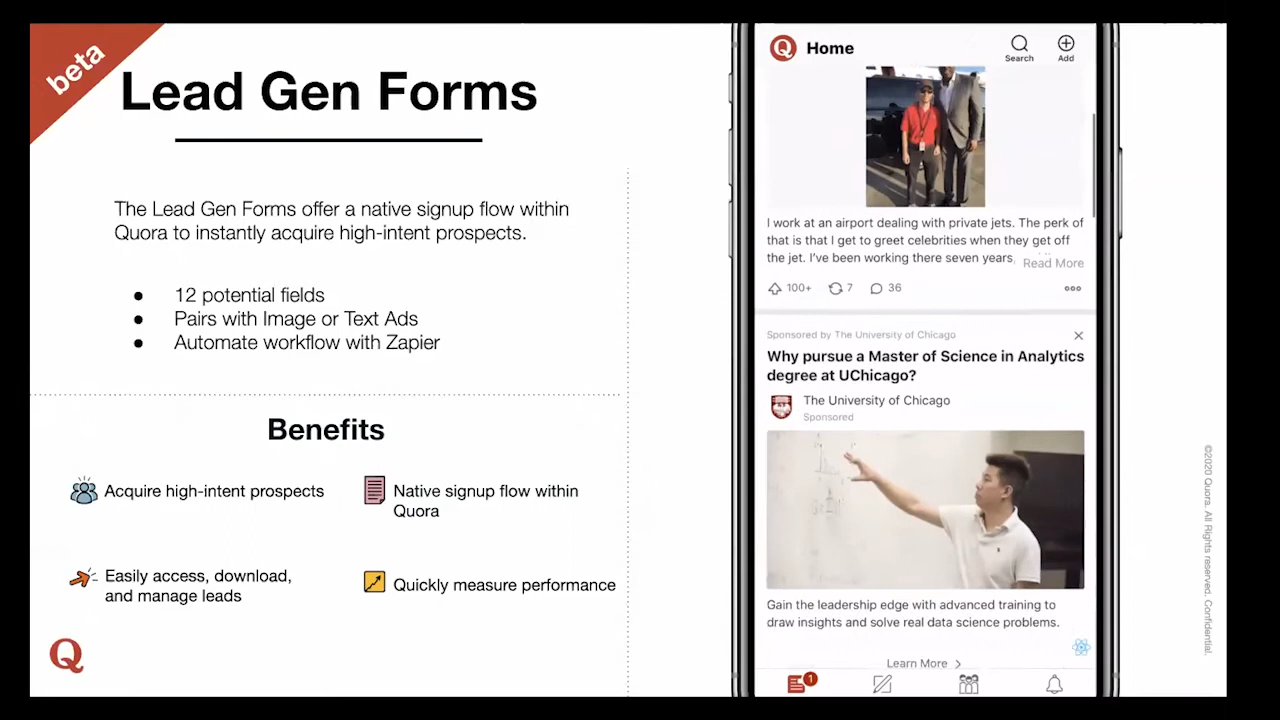 beta
Lead Gen Forms
The Lead Gen Forms offer a native signup flow within
Quora to instantly acquire high-intent prospects.
● 12 potential fields
● Pairs with Image or Text Ads
● Automate workflow with Zapier
Benefits
Acquire high-intent prospects
Native signup flow within
Quora
Easily access, download,
and manage leads
Quickly measure performance
Q
Q Home
Search
Add
I work at an airport dealing with private jets. The perk of
that is that I get to greet celebrities when they get off
the jet. I've been working there seven years,
Read More
100+ 7 36
Sponsored by The University of Chicago
Why pursue a Master of Science in Analytics
degree at UChicago?
The University of Chicago
Sponsored
Gain the leadership edge with advanced training to
draw insights and solve real data science problems.
Learn More >
1
©2020 Quora. All Rights reserved. Confidential.